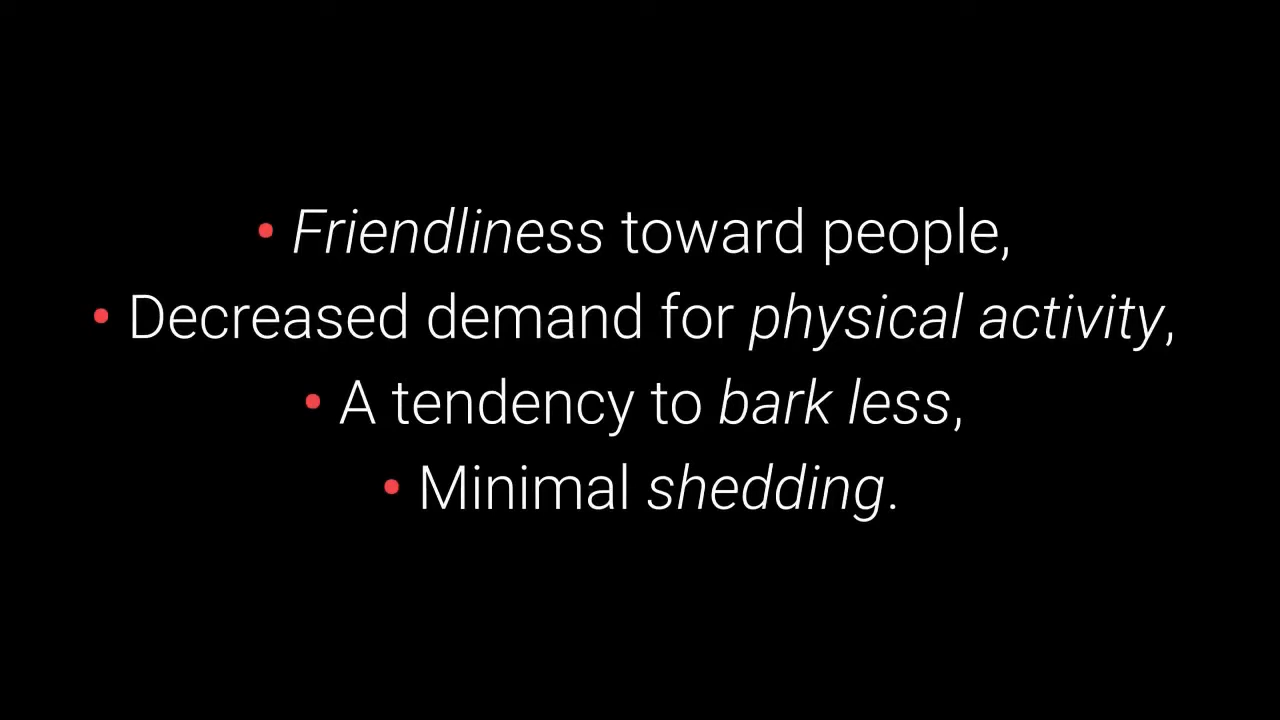 • Friendliness toward people,
• Decreased demand for physical activity,
• A tendency to bark less,
• Minimal shedding.